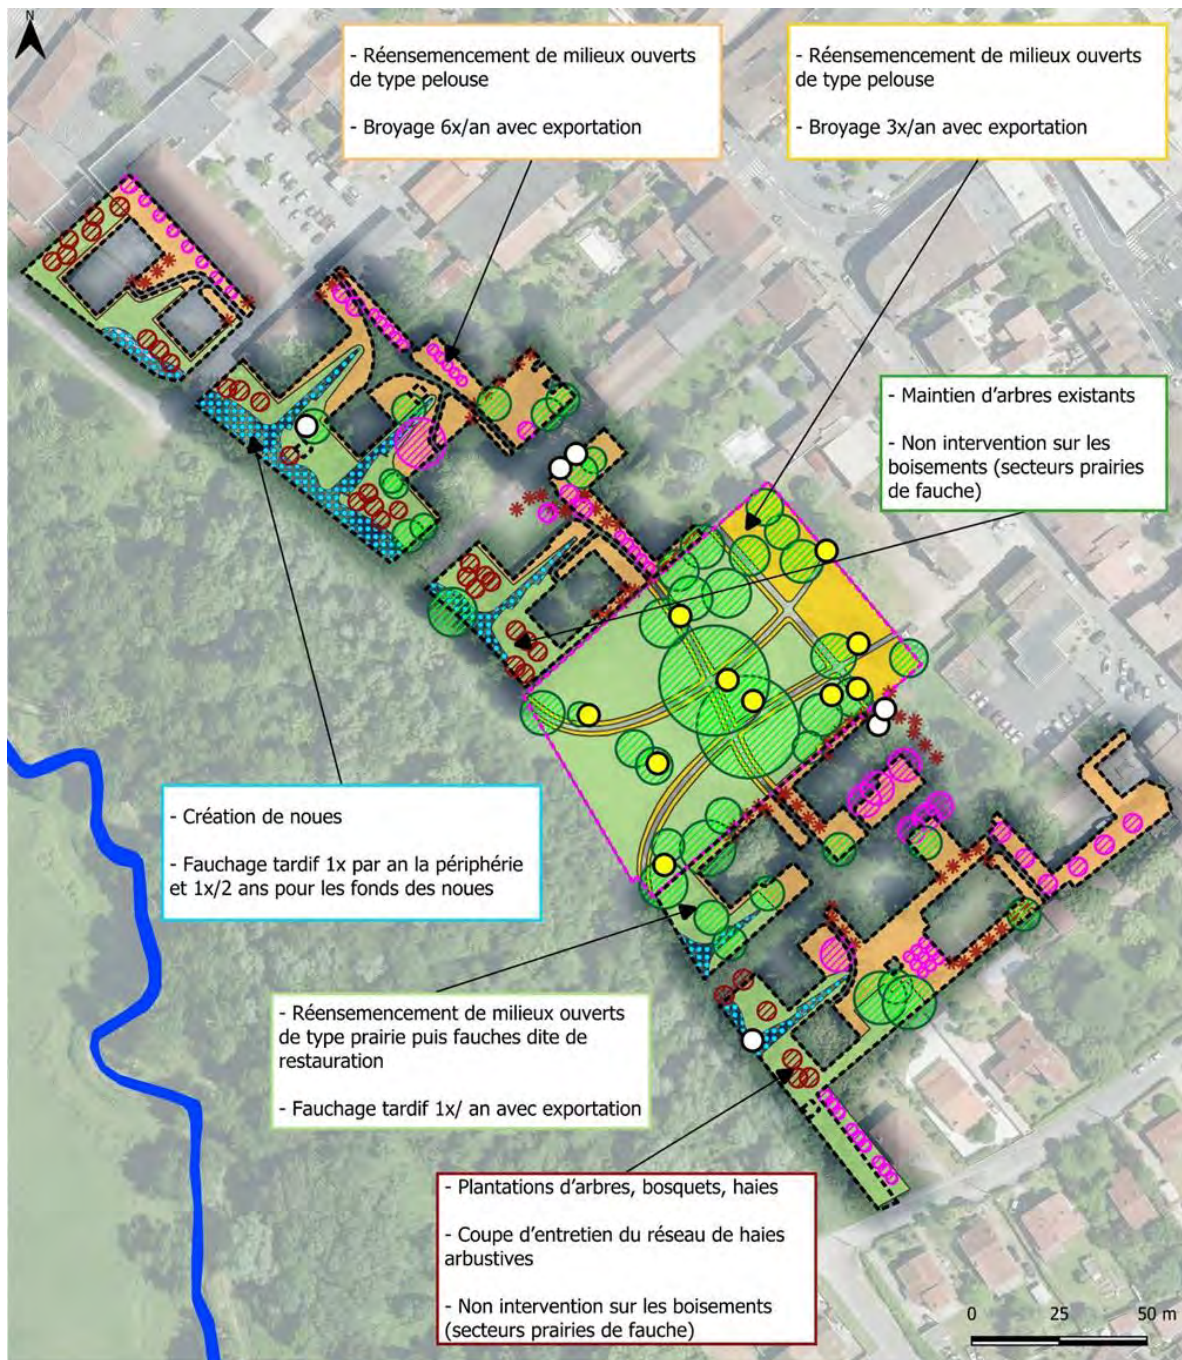 N
- Réensemencement de milieux ouverts
de type pelouse
- Broyage 6x/an avec exportation
- Réensemencement de milieux ouverts
de type pelouse
- Broyage 3x/an avec exportation
- Maintien d'arbres existants
- Non intervention sur les
boisements (secteurs prairies
de fauche)
- Création de noues
- Fauchage tardif 1x par an la périphérie
et 1x/2 ans pour les fonds des noues
- Réensemencement de milieux ouverts
de type prairie puis fauches dite de
restauration
- Fauchage tardif 1x/ an avec exportation
- Plantations d'arbres, bosquets, haies
- Coupe d'entretien du réseau de haies
arbustives
- Non intervention sur les boisements
(secteurs prairies de fauche)
0 25 50 m